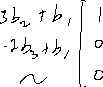 3b₂ + b₁ | 1
-2b₃ + b₁ | 0
~ | 0